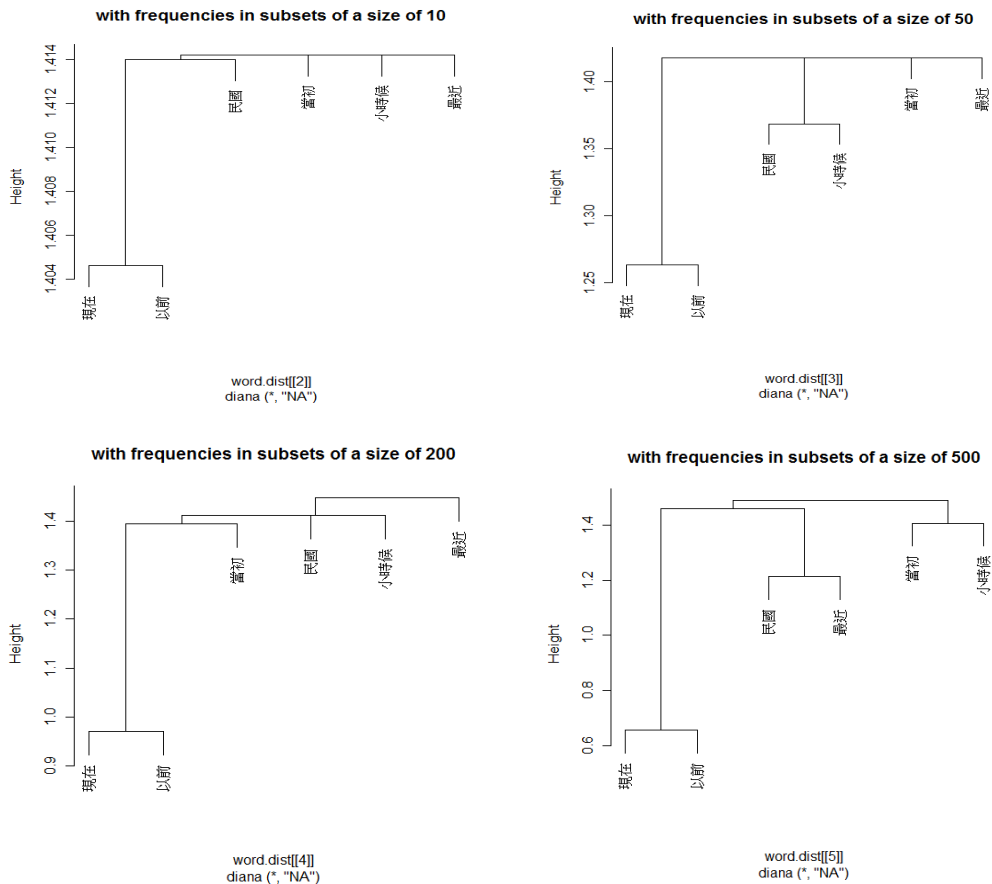 with frequencies in subsets of a size of 10
Height
1.404 1.406 1.408 1.410 1.412 1.414
現在 以前 民國 當初 小時候 最近
word.dist[[2]]
diana (*, "NA")
with frequencies in subsets of a size of 50
Height
1.25 1.30 1.35 1.40
現在 以前 民國 小時候 當初 最近
word.dist[[3]]
diana (*, "NA")
with frequencies in subsets of a size of 200
Height
0.9 1.0 1.1 1.2 1.3 1.4
現在 以前 當初 民國 小時候 最近
word.dist[[4]]
diana (*, "NA")
with frequencies in subsets of a size of 500
Height
0.6 0.8 1.0 1.2 1.4
現在 以前 民國 最近 當初 小時候
word.dist[[5]]
diana (*, "NA")